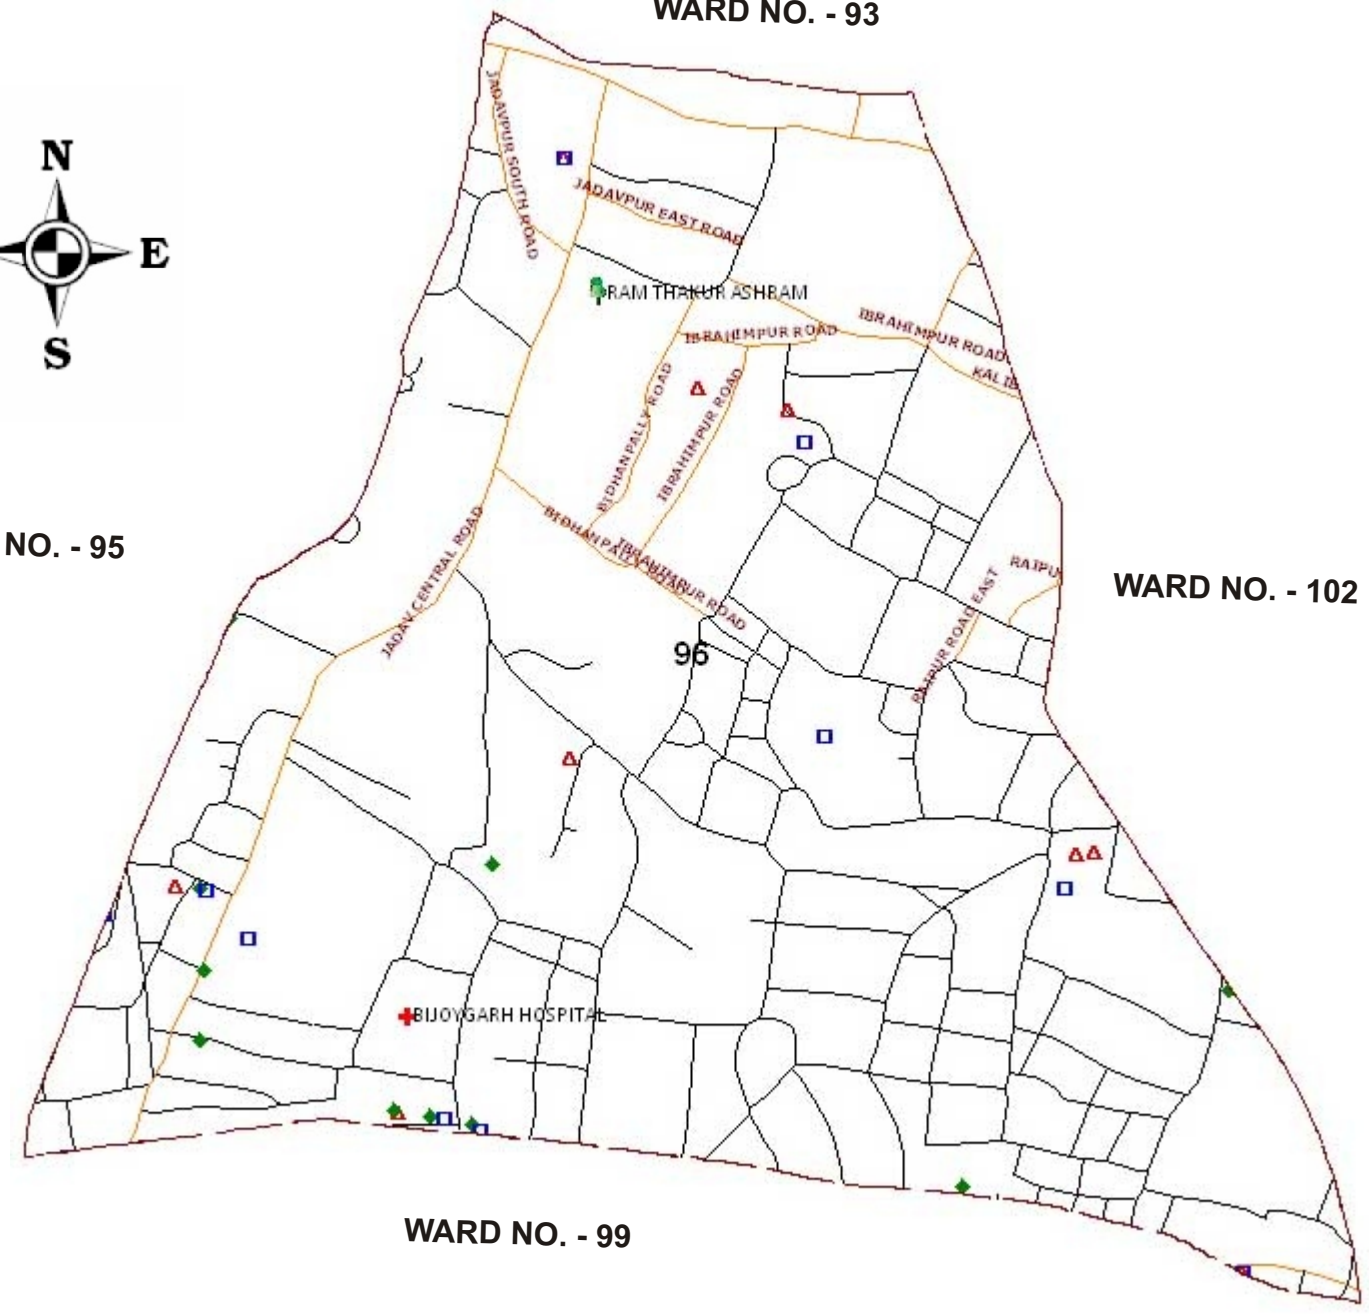 WARD NO. - 93
N
E
S
JADAVPUR SOUTH ROAD
JADAVPUR EAST ROAD
RAM THAKUR ASHRAM
IBRAHIMPUR ROAD
IBRAHIMPUR ROAD
KALIB
BIDHANPALLY ROAD
IBRAHIMPUR ROAD
NO. - 95
JADAV CENTRAL ROAD
BIDHANPALLY ROAD
IBRAHIMPUR ROAD
RAIPU
RAIPUR ROAD EAST
WARD NO. - 102
96
BIJOYGARH HOSPITAL
WARD NO. - 99